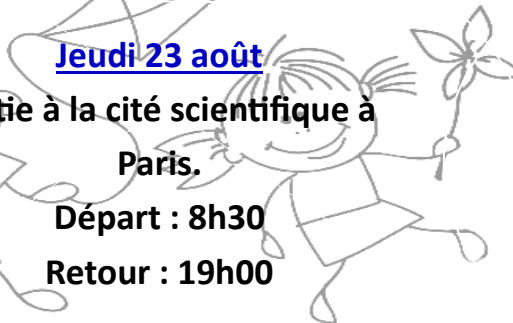 Jeudi 23 août
tie à la cité scientifique à
Paris.
Départ : 8h30
Retour : 19h00